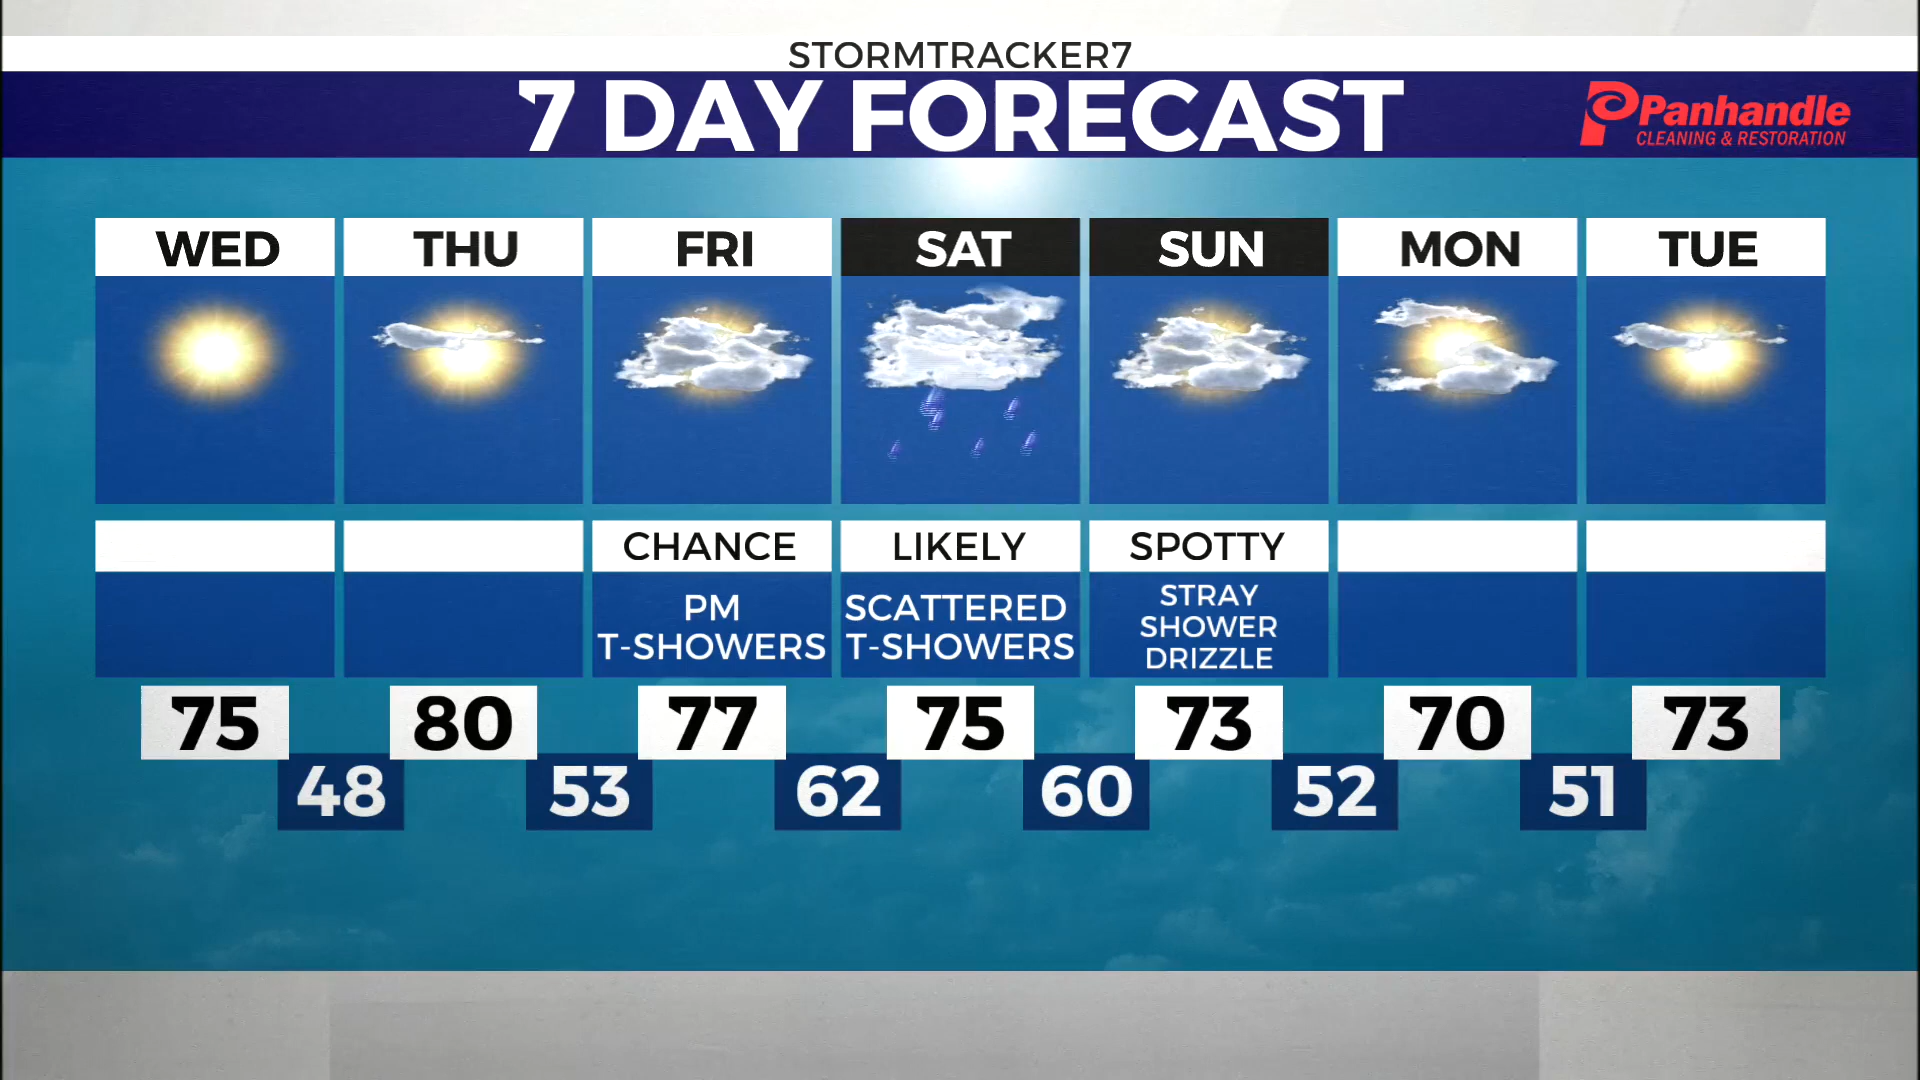 STORMTRACKER7
7 DAY FORECAST
Panhandle
CLEANING & RESTORATION
WED THU FRI SAT SUN MON TUE
CHANCE LIKELY SPOTTY
PM
T-SHOWERS
SCATTERED
T-SHOWERS
STRAY
SHOWER
DRIZZLE
75 80 77 75 73 70 73
48 53 62 60 52 51